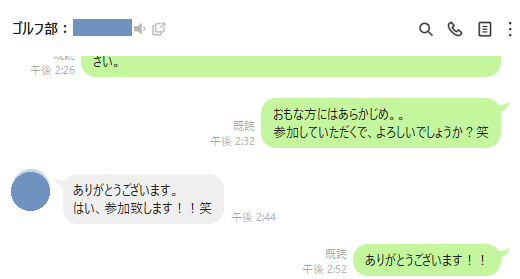 ゴルフ部：
さい。
午後 2:26
おもな方にはあらかじめ。。
参加していただくで、よろしいでしょうか？笑
既読
午後 2:32
ありがとうございます。
はい、参加致します！！笑
午後 2:44
ありがとうございます！！
既読
午後 2:52